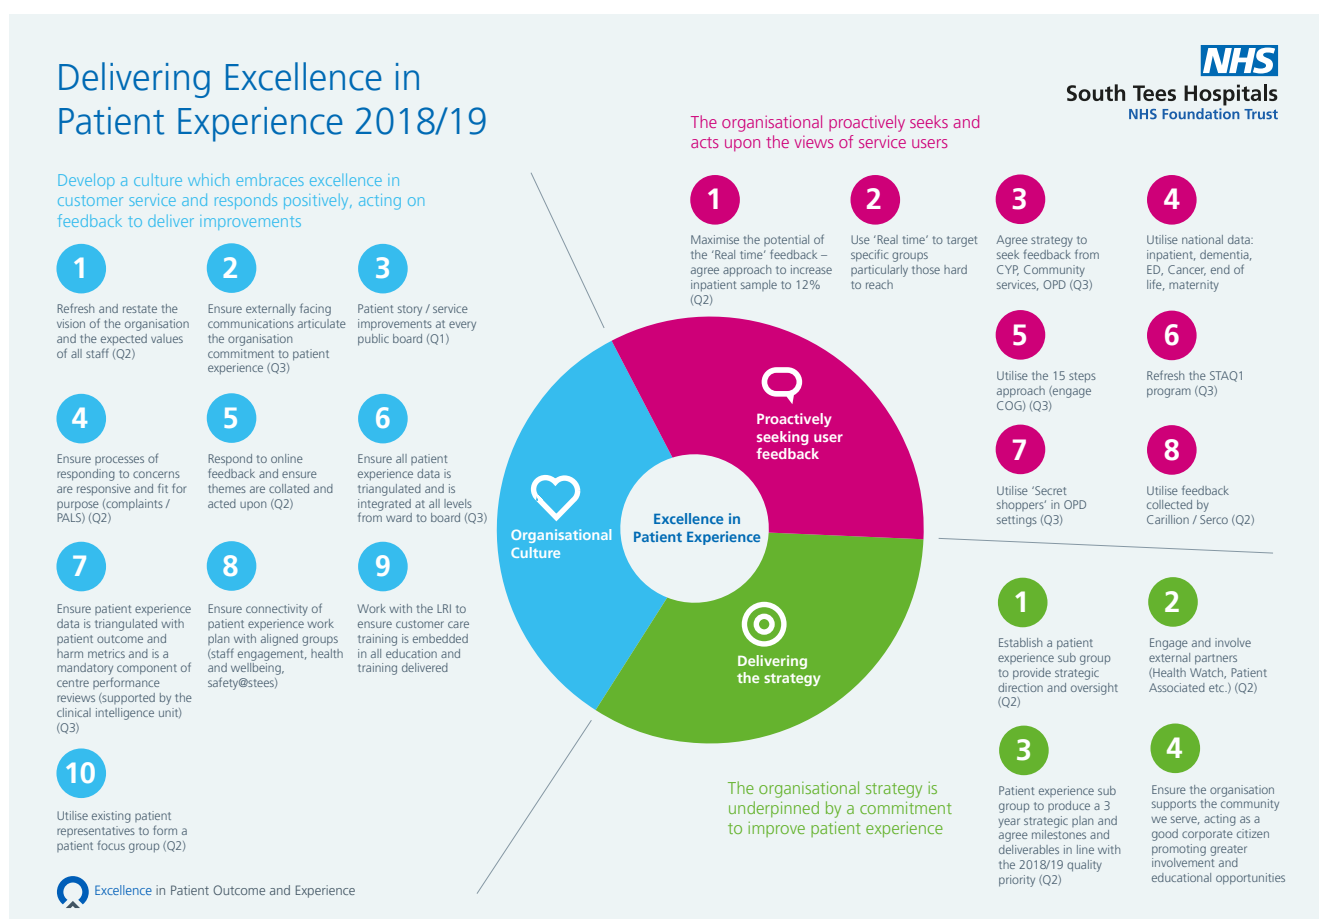 Delivering Excellence in
Patient Experience 2018/19
NHS
South Tees Hospitals
NHS Foundation Trust
Develop a culture which embraces excellence in
customer service and responds positively, acting on
feedback to deliver improvements
1
Refresh and restate the
vision of the organisation
and the expected values
of all staff (Q2)
2
Ensure externally facing
communications articulate
the organisation
commitment to patient
experience (Q3)
3
Patient story / service
improvements at every
public board (Q1)
4
Ensure processes of
responding to concerns
are responsive and fit for
purpose (complaints /
PALS) (Q2)
5
Respond to online
feedback and ensure
themes are collated and
acted upon (Q2)
6
Ensure all patient
experience data is
triangulated and is
integrated at all levels
from ward to board (Q3)
7
Ensure patient experience
data is triangulated with
patient outcome and
harm metrics and is a
mandatory component of
centre performance
reviews (supported by the
clinical intelligence unit)
(Q3)
8
Ensure connectivity of
patient experience work
plan with aligned groups
(staff engagement, health
and wellbeing,
safety@stees)
9
Work with the LRI to
ensure customer care
training is embedded
in all education and
training delivered
10
Utilise existing patient
representatives to form a
patient focus group (Q2)
The organisational proactively seeks and
acts upon the views of service users
1
Maximise the potential of
the ‘Real time’ feedback –
agree approach to increase
inpatient sample to 12%
(Q2)
2
Use ‘Real time’ to target
specific groups
particularly those hard
to reach
3
Agree strategy to
seek feedback from
CYP, Community
services, OPD (Q3)
4
Utilise national data:
inpatient, dementia,
ED, Cancer, end of
life, maternity
5
Utilise the 15 steps
approach (engage
COG) (Q3)
6
Refresh the STAQ1
program (Q3)
7
Utilise ‘Secret
shoppers’ in OPD
settings (Q3)
8
Utilise feedback
collected by
Carillion / Serco (Q2)
Proactively
seeking user
feedback
Organisational
Culture
Excellence in
Patient Experience
Delivering
the strategy
The organisational strategy is
underpinned by a commitment
to improve patient experience
1
Establish a patient
experience sub group
to provide strategic
direction and oversight
(Q2)
2
Engage and involve
external partners
(Health Watch, Patient
Associated etc.) (Q2)
3
Patient experience sub
group to produce a 3
year strategic plan and
agree milestones and
deliverables in line with
the 2018/19 quality
priority (Q2)
4
Ensure the organisation
supports the community
we serve, acting as a
good corporate citizen
promoting greater
involvement and
educational opportunities
Excellence in Patient Outcome and Experience